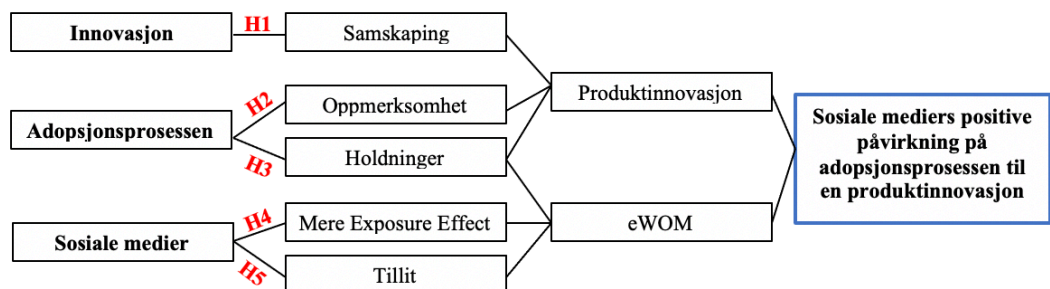 Innovasjon
H1
Samskaping
Adopsjonsprosessen
H2
Oppmerksomhet
H3
Holdninger
Sosiale medier
H4
Mere Exposure Effect
H5
Tillit
Produktinnovasjon
eWOM
Sosiale mediers positive
påvirkning på
adopsjonsprosessen til
en produktinnovasjon